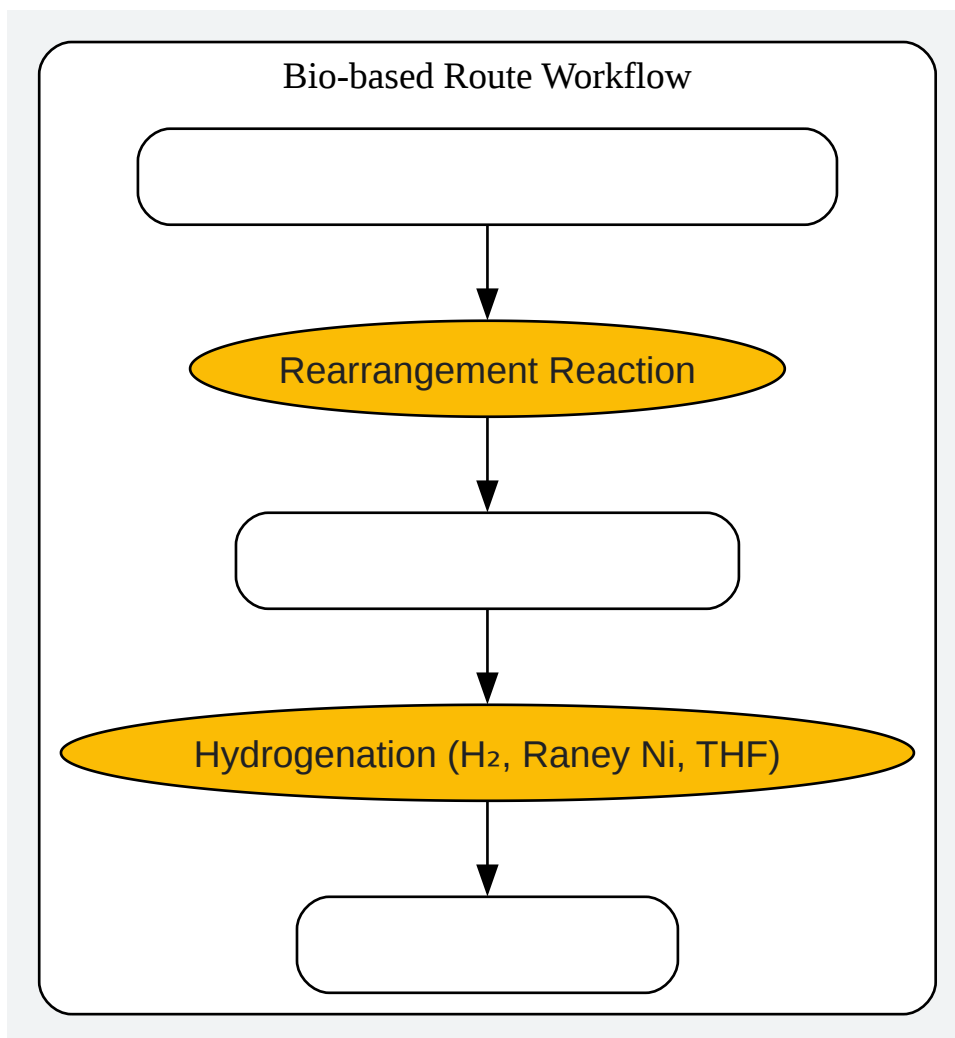 Bio-based Route Workflow
Rearrangement Reaction
Hydrogenation (H₂, Raney Ni, THF)